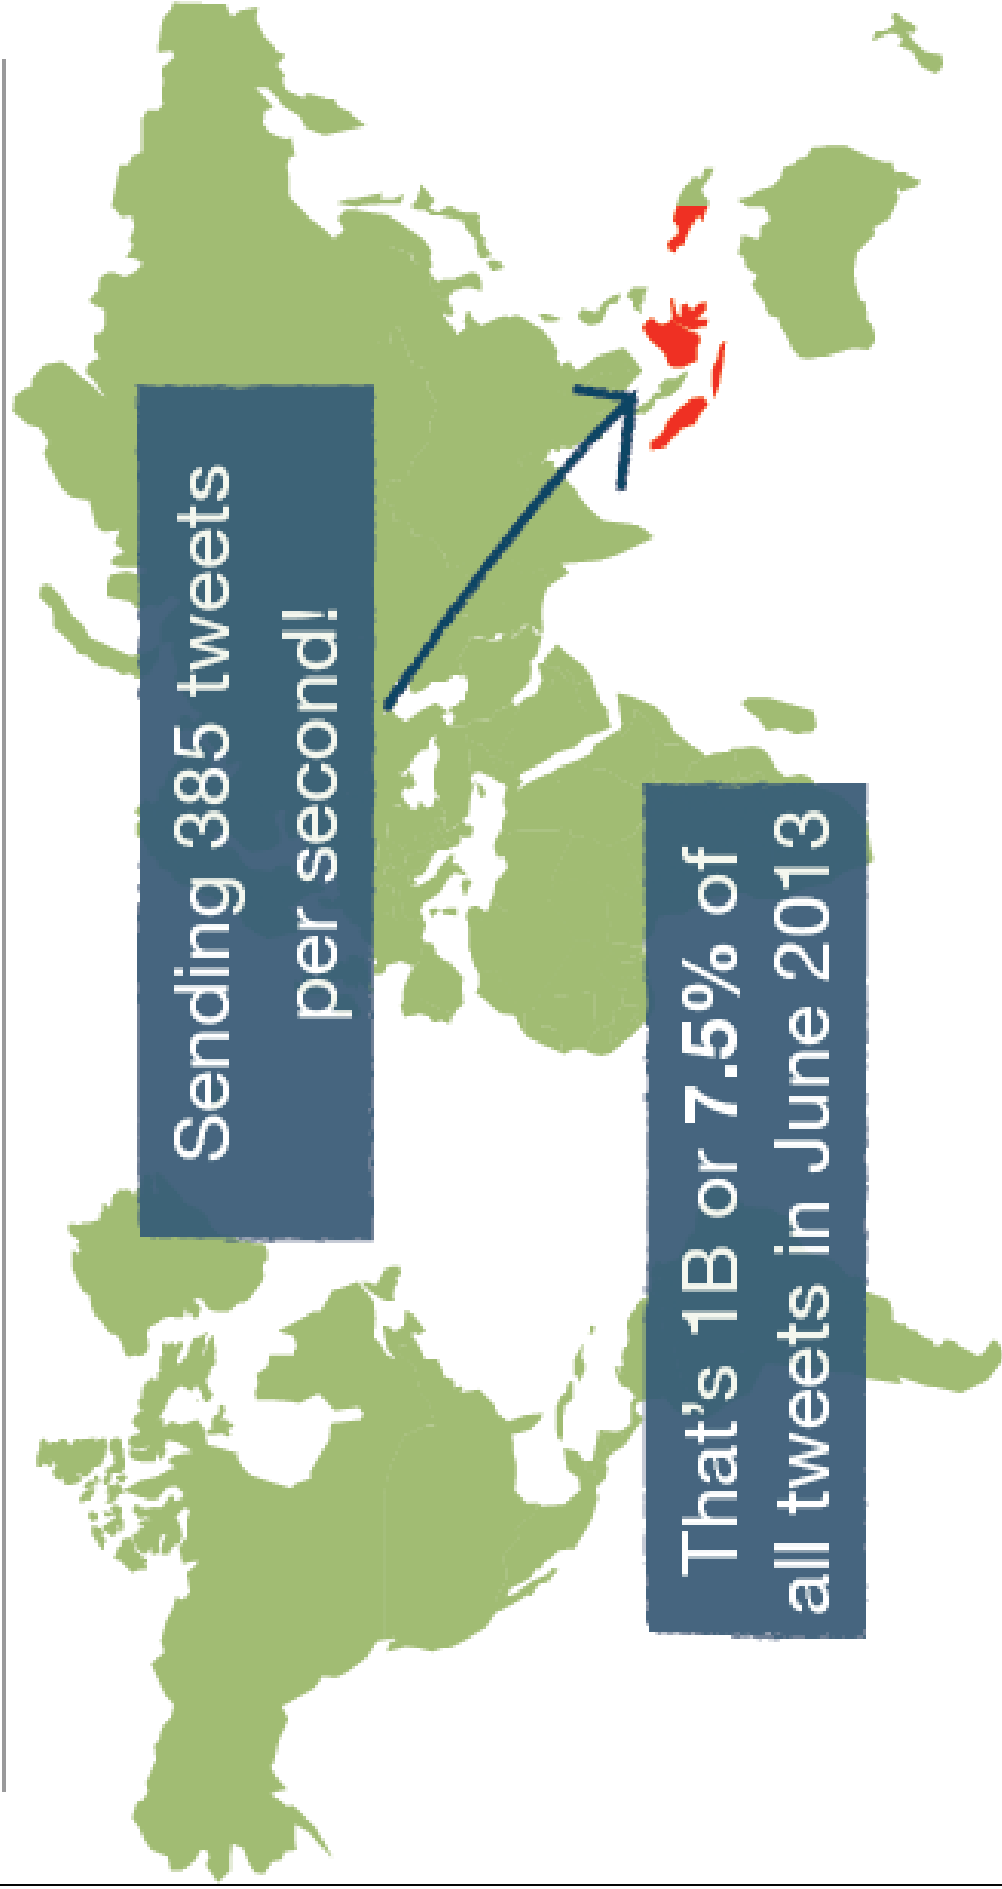 Sending 385 tweets
per second!
That's 1B or 7.5% of
all tweets in June 2013